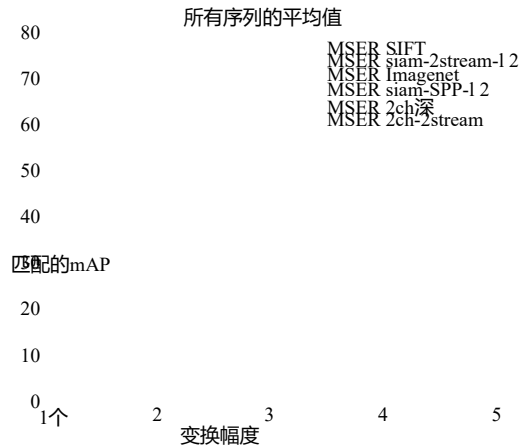 所有序列的平均值
80
MSER SIFT
MSER siam-2stream-l 2
70
MSER Imagenet
MSER siam-SPP-l 2
MSER 2ch深
60
MSER 2ch-2stream
50
40
30
匹配的mAP
20
10
0
1个 2 3 4 5
变换幅度